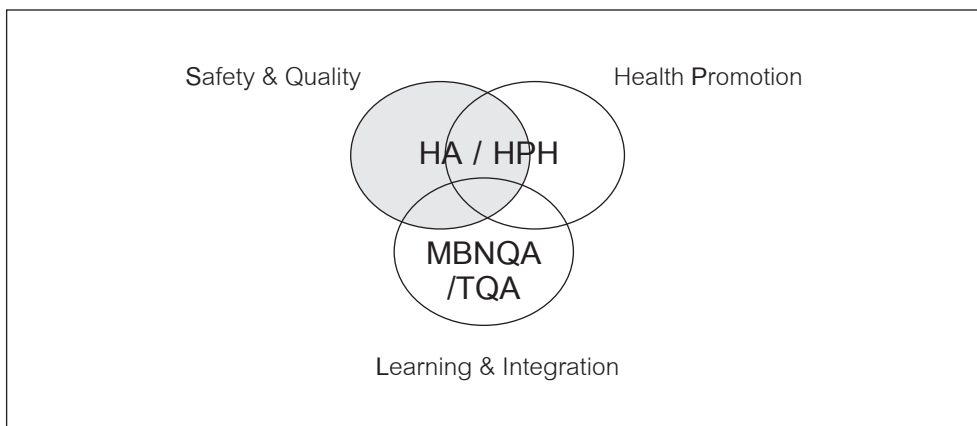 Safety & Quality
Health Promotion
HA / HPH
MBNQA
/TQA
Learning & Integration